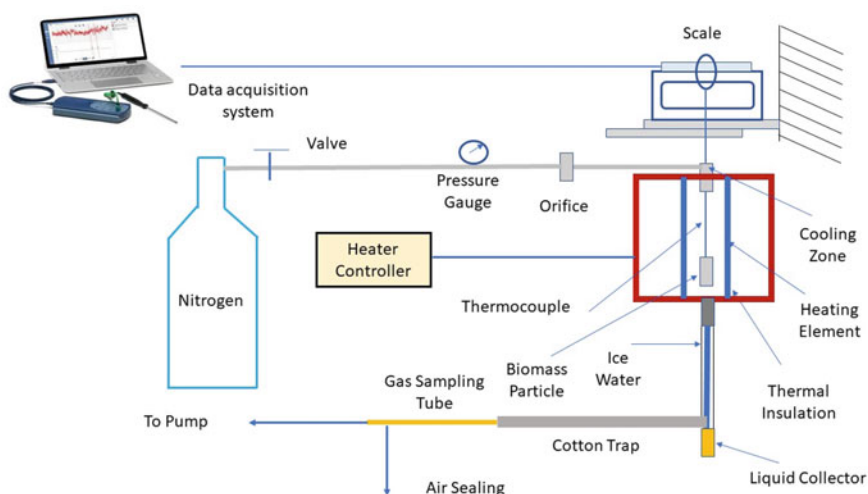 Scale
Data acquisition
system
Valve
Pressure
Gauge
Orifice
Cooling
Zone
Heater
Controller
Nitrogen
Thermocouple
Heating
Element
Biomass
Particle
Ice
Water
Thermal
Insulation
Gas Sampling
Tube
To Pump
Cotton Trap
Liquid Collector
Air Sealing